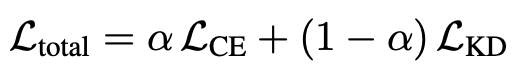 ℒ_total = α ℒ_CE + (1 − α) ℒ_KD